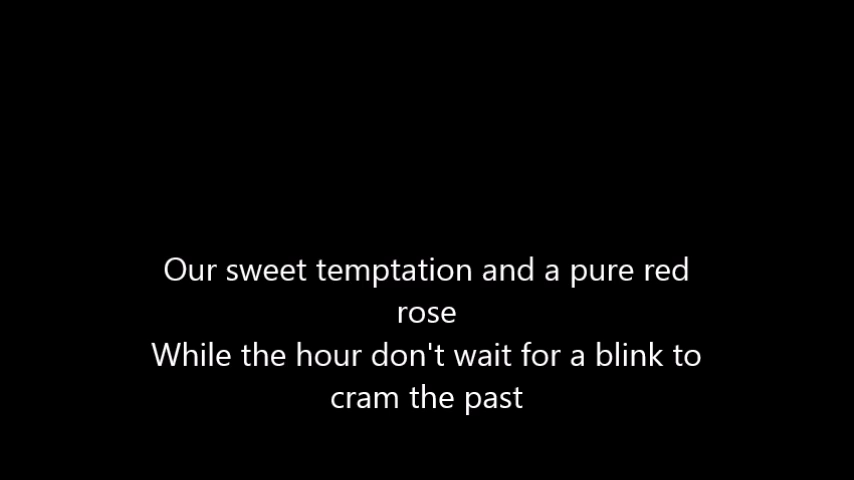 Our sweet temptation and a pure red
rose
While the hour don't wait for a blink to
cram the past